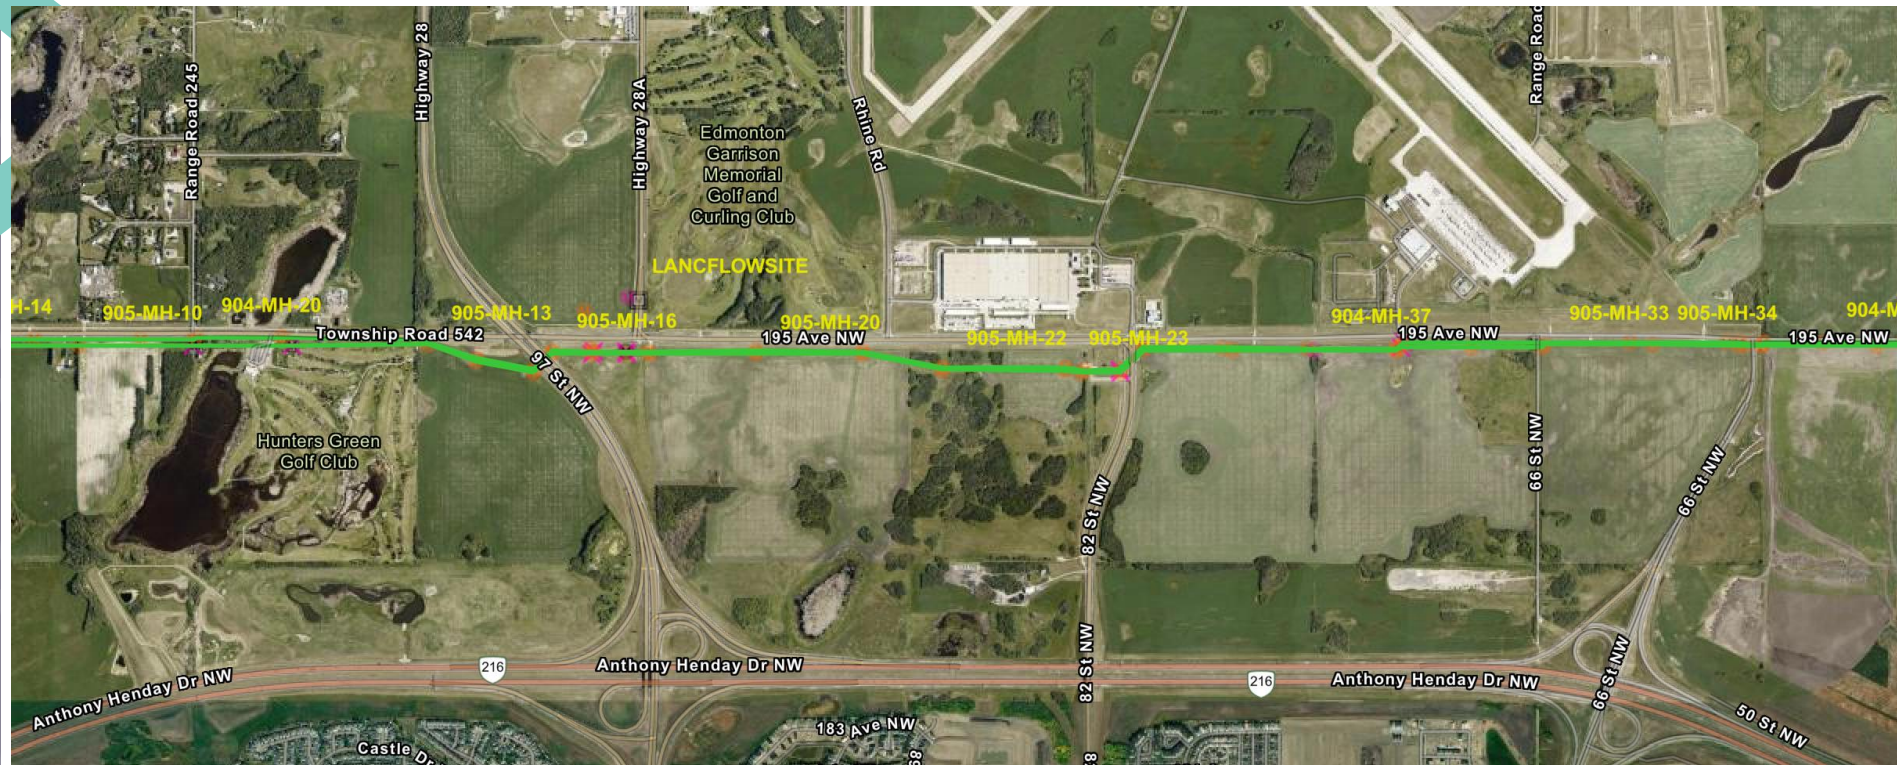 Highway 28
Range Road 245
Highway 28A
Rhine Rd
Range Road
Edmonton
Garrison
Memorial
Golf and
Curling Club
LANCFLOWSITE
H-14
905-MH-10
904-MH-20
905-MH-13
905-MH-16
905-MH-20
905-MH-22
905-MH-23
904-MH-37
905-MH-33
905-MH-34
904-M
Township Road 542
195 Ave NW
195 Ave NW
195 Ave NW
97 St NW
Hunters Green
Golf Club
82 St NW
66 St NW
66 St NW
82 St NW
66 St NW
Anthony Henday Dr NW
216
Anthony Henday Dr NW
216
Anthony Henday Dr NW
50 St NW
183 Ave NW
Castle Dr